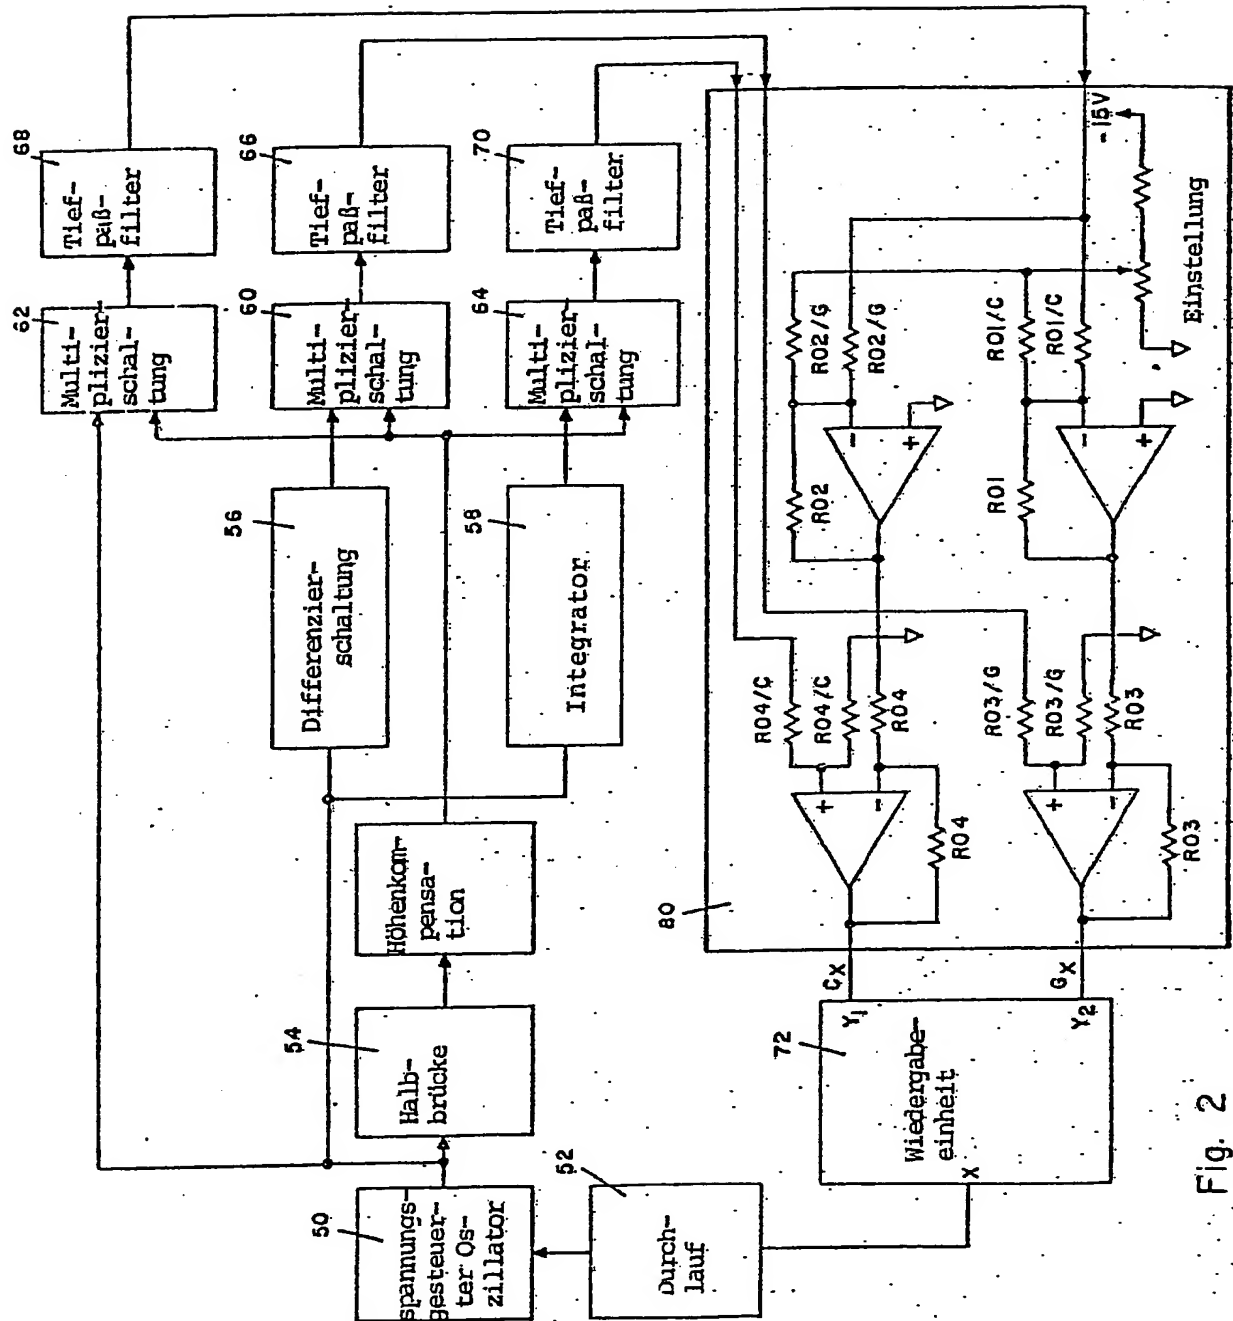 68
Tief-
paß-
filter
66
Tief-
paß-
filter
70
Tief-
paß-
filter
62
Multi-
plizier-
schal-
tung
60
Multi-
plizier-
schal-
tung
64
Multi-
plizier
schal-
tung
56
Differenzier-
schaltung
58
Integrator
Höhenkom-
pensa-
tion
54
Halb-
brücke
50
spannungs-
gesteuer-
ter Os-
zillator
52
Durch-
lauf
72
Wiedergabe-
einheit
X
Y1
Y2
CX
GX
80
R04/C
R04/C
R04
R04
R03/G
R03/G
R03
R03
R02
R02/G
R02/G
R01
R01/C
R01/C
+
-
+
-
-
+
-
+
-15V
Einstellung
Fig. 2